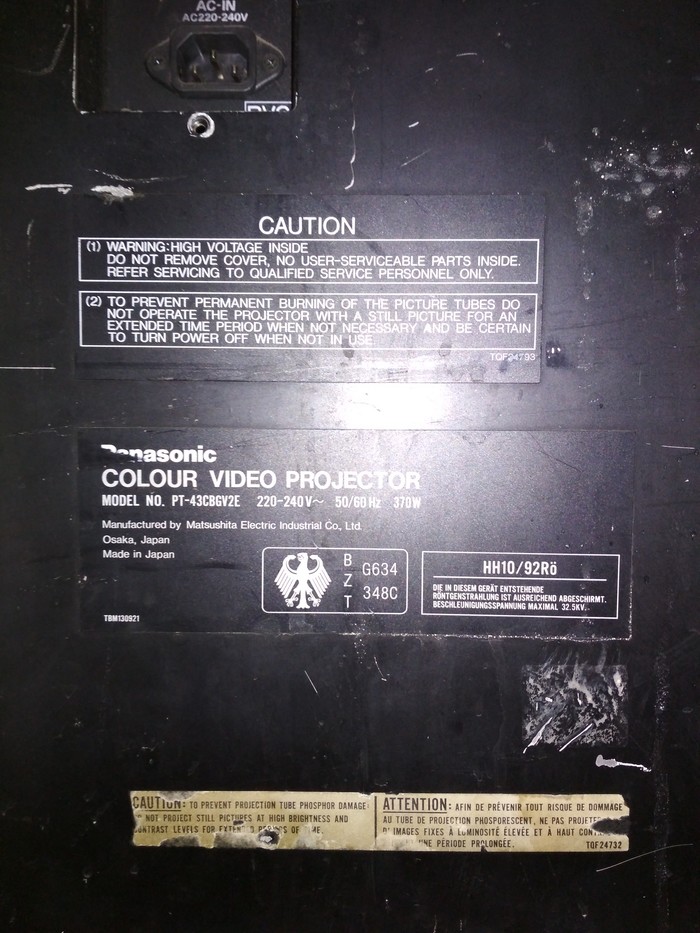 AC-IN
AC220-240V
CAUTION
(1) WARNING:HIGH VOLTAGE INSIDE
DO NOT REMOVE COVER, NO USER-SERVICEABLE PARTS INSIDE.
REFER SERVICING TO QUALIFIED SERVICE PERSONNEL ONLY.
(2) TO PREVENT PERMANENT BURNING OF THE PICTURE TUBES DO
NOT OPERATE THE PROJECTOR WITH A STILL PICTURE FOR AN
EXTENDED TIME PERIOD WHEN NOT NECESSARY AND BE CERTAIN
TO TURN POWER OFF WHEN NOT IN USE.
TQF24793
Panasonic
COLOUR VIDEO PROJECTOR
MODEL NO. PT-43CBGV2E 220-240V~ 50/60Hz 370W
Manufactured by Matsushita Electric Industrial Co., Ltd.
Osaka, Japan
Made in Japan
B
Z
T
G634
348C
HH10/92Rö
DIE IN DIESEM GERÄT ENTSTEHENDE
RÖNTGENSTRAHLUNG IST AUSREICHEND ABGESCHIRMT.
BESCHLEUNIGUNGSSPANNUNG MAXIMAL 32.5KV.
TBM130921
CAUTION: TO PREVENT PROJECTION TUBE PHOSPHOR DAMAGE
NOT PROJECT STILL PICTURES AT HIGH BRIGHTNESS AND
CONTRAST LEVELS FOR EXTENDED PERIODS OF TIME.
ATTENTION: AFIN DE PRÉVENIR TOUT RISQUE DE DOMMAGE
AU TUBE DE PROJECTION PHOSPORESCENT, NE PAS PROJETER
D'IMAGES FIXES À LUMINOSITÉ ÉLEVÉE ET À HAUT
UNE PÉRIODE PROLONGÉE.
TQF24732